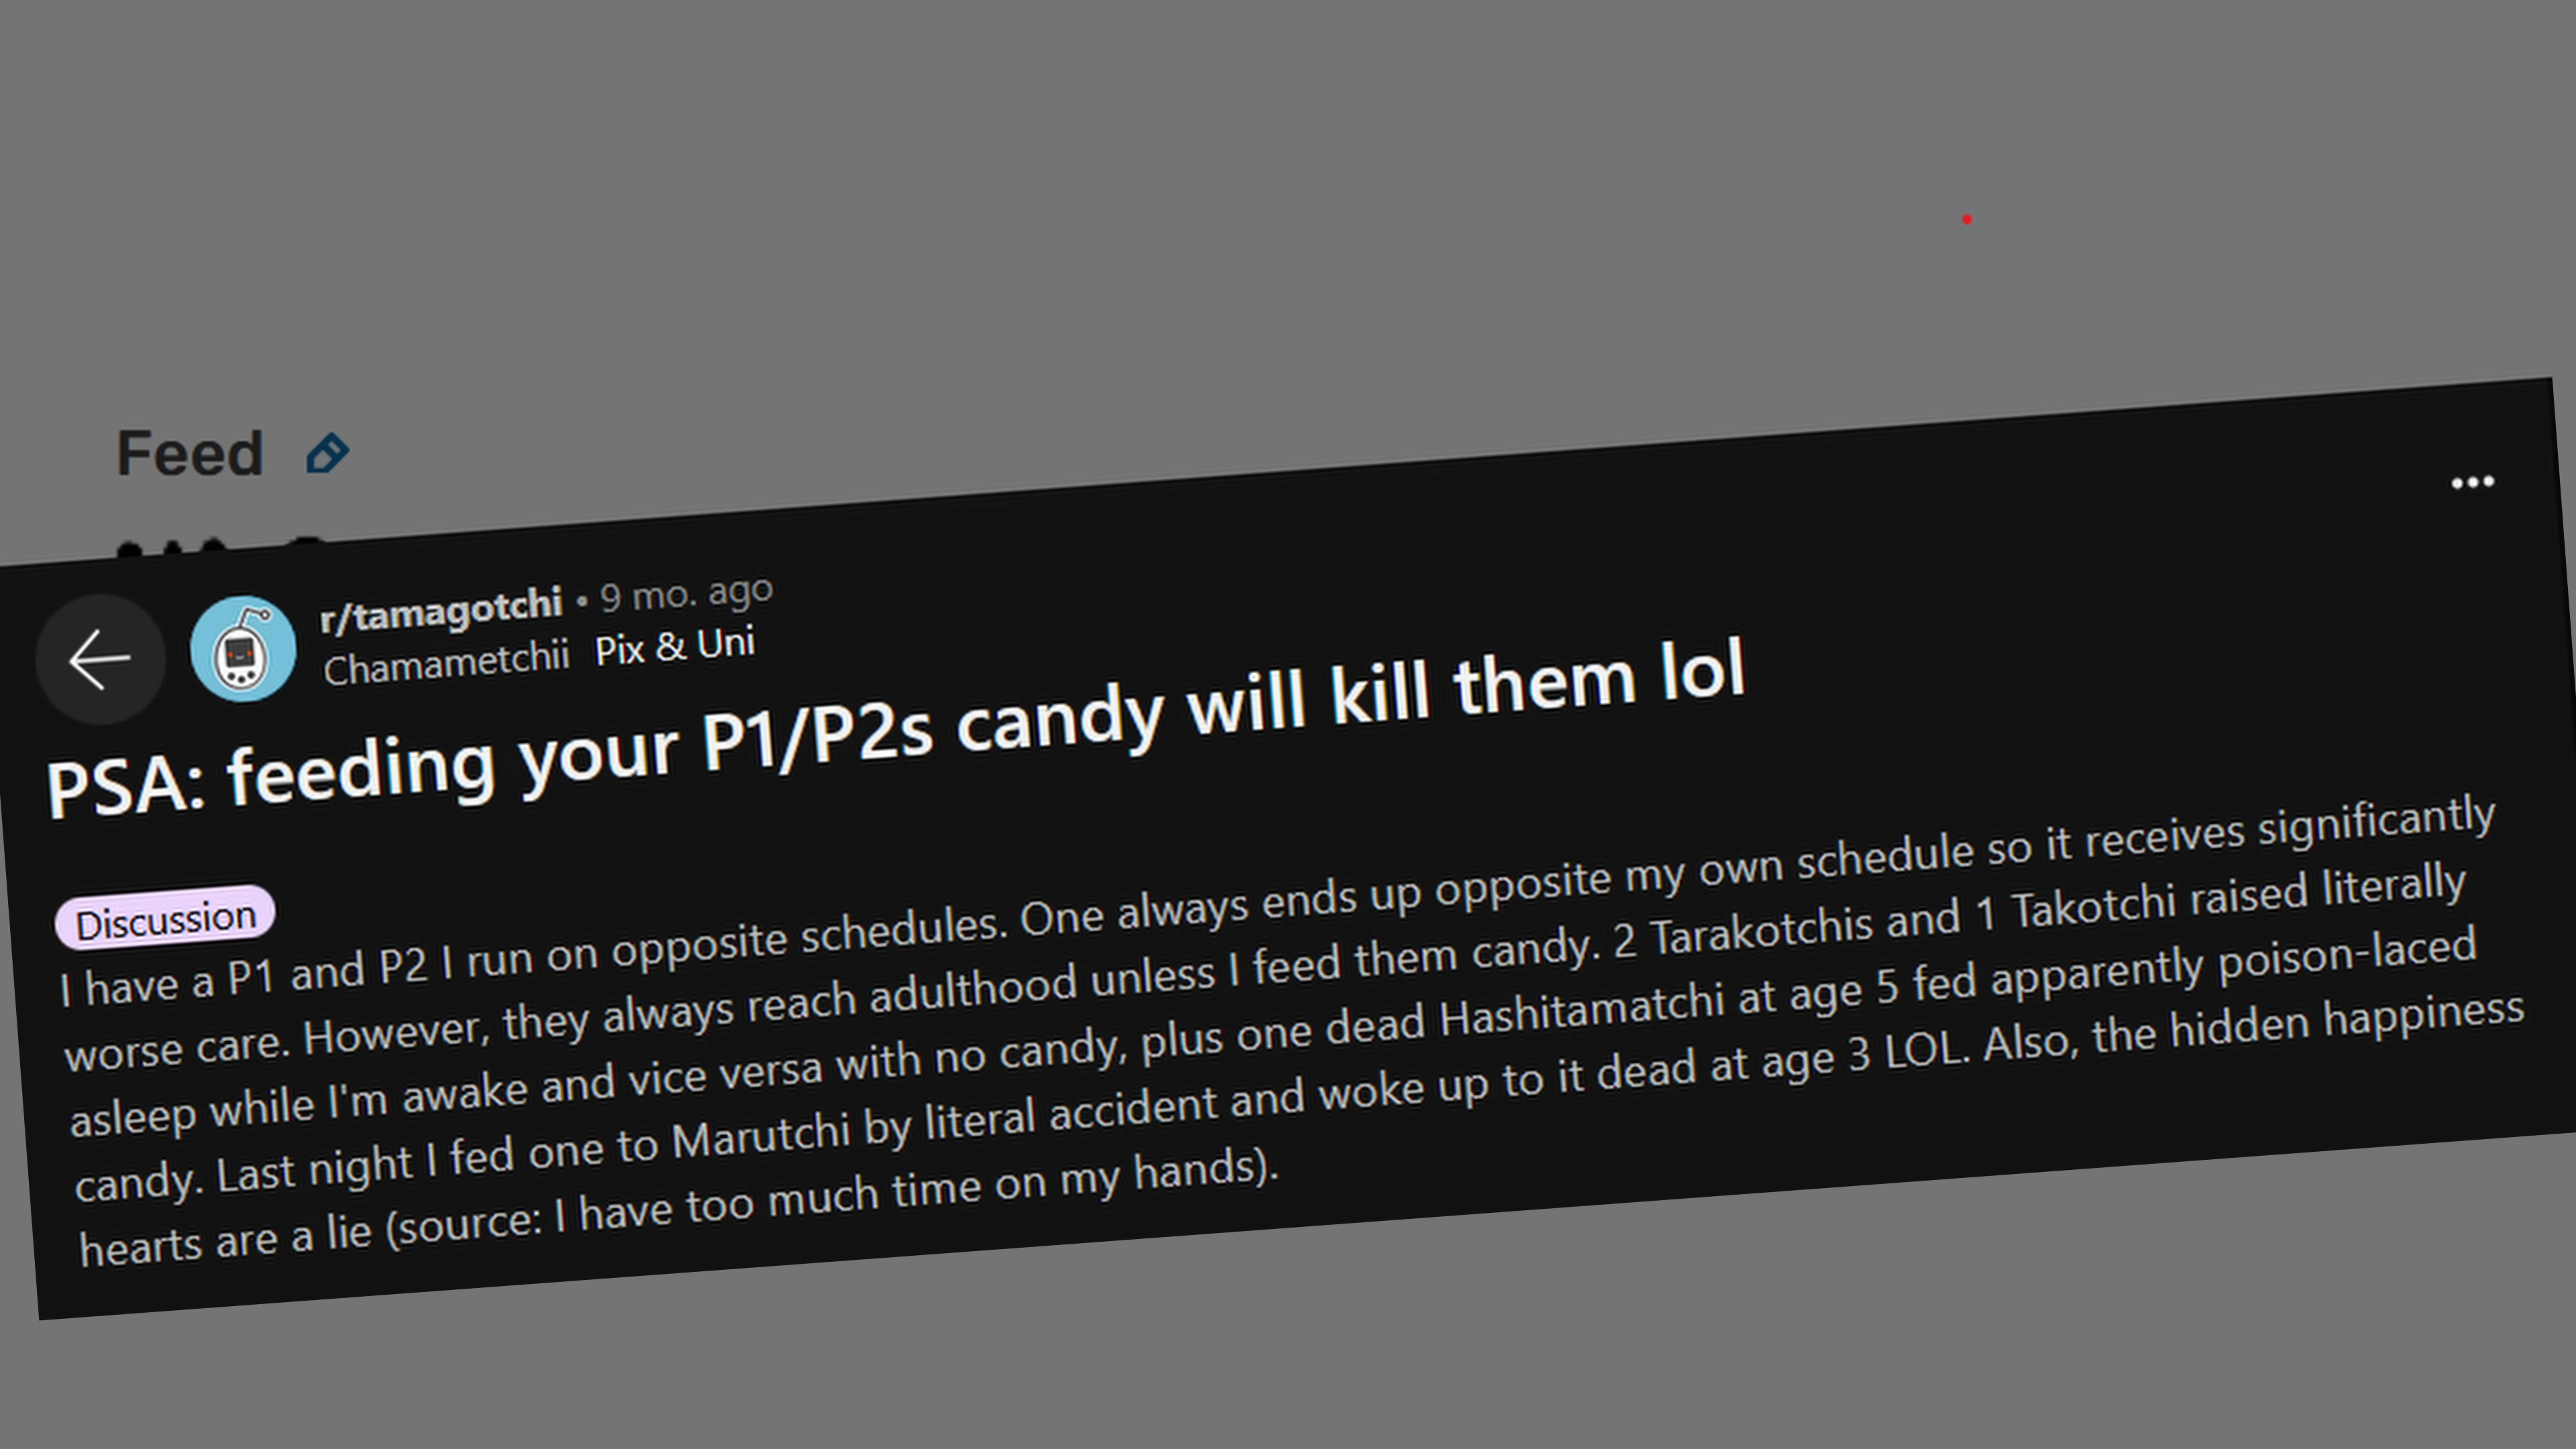 Feed
r/tamagotchi • 9 mo. ago
Chamametchii Pix & Uni
PSA: feeding your P1/P2s candy will kill them lol
Discussion
I have a P1 and P2 I run on opposite schedules. One always ends up opposite my own schedule so it receives significantly
worse care. However, they always reach adulthood unless I feed them candy. 2 Tarakotchis and 1 Takotchi raised literally
asleep while I'm awake and vice versa with no candy, plus one dead Hashitamatchi at age 5 fed apparently poison-laced
candy. Last night I fed one to Marutchi by literal accident and woke up to it dead at age 3 LOL. Also, the hidden happiness
hearts are a lie (source: I have too much time on my hands).